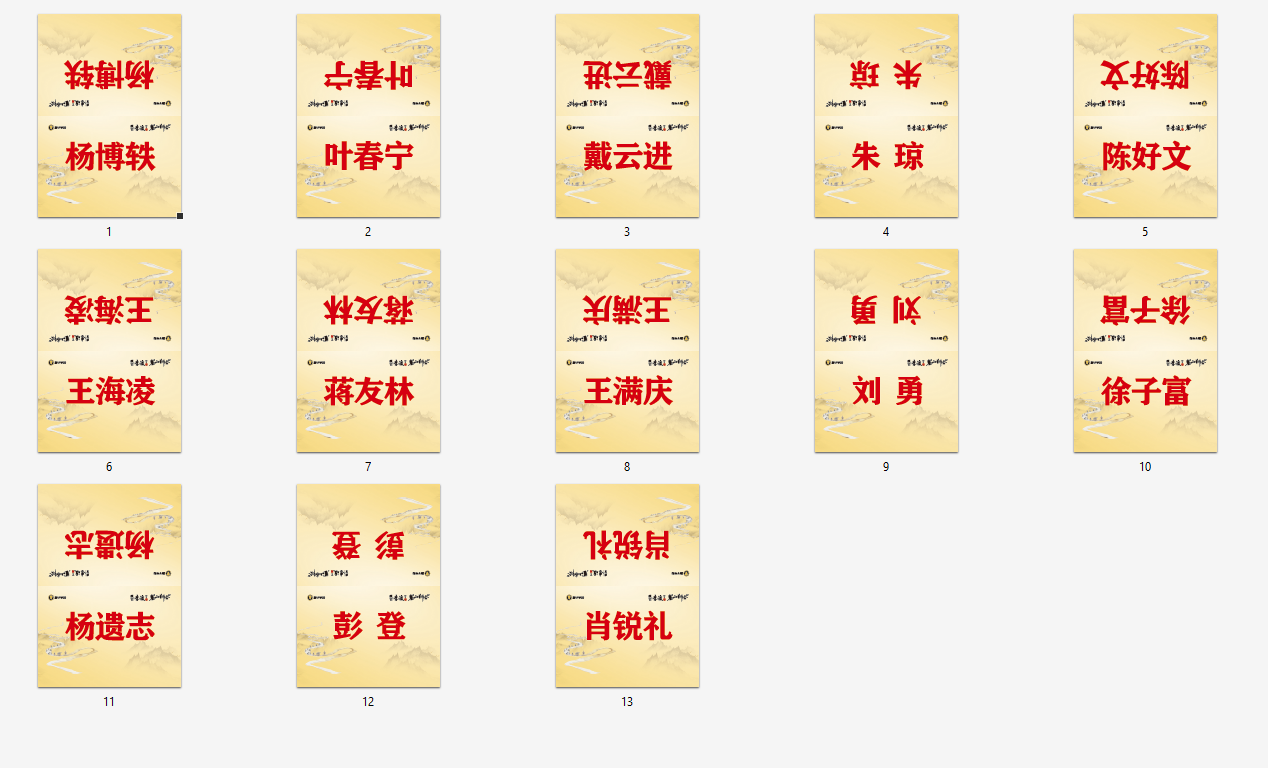 杨博轶
杨博轶
1
叶春宁
叶春宁
2
戴云进
戴云进
3
朱 琼
朱 琼
4
陈好文
陈好文
5
王海凌
王海凌
6
蒋友林
蒋友林
7
王满庆
王满庆
8
刘 勇
刘 勇
9
徐子富
徐子富
10
杨遗志
杨遗志
11
彭 登
彭 登
12
肖锐礼
肖锐礼
13